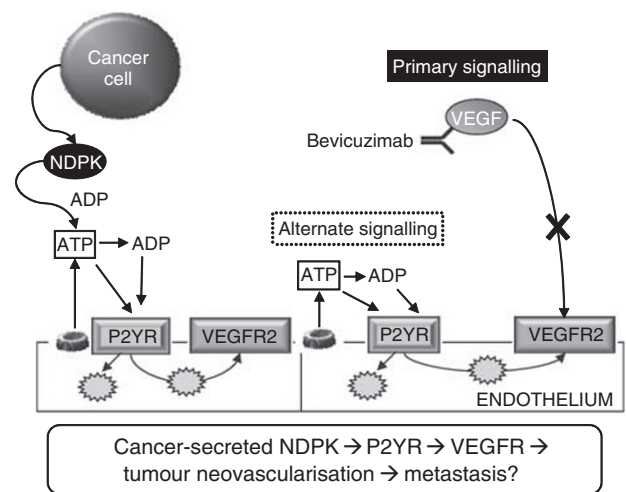 Cancer
cell
NDPK
ADP
ATP
ADP
P2YR
VEGFR2
Primary signalling
VEGF
Bevicuzimab
Alternate signalling
ATP
ADP
P2YR
VEGFR2
ENDOTHELIUM
Cancer-secreted NDPK → P2YR → VEGFR →
tumour neovascularisation → metastasis?